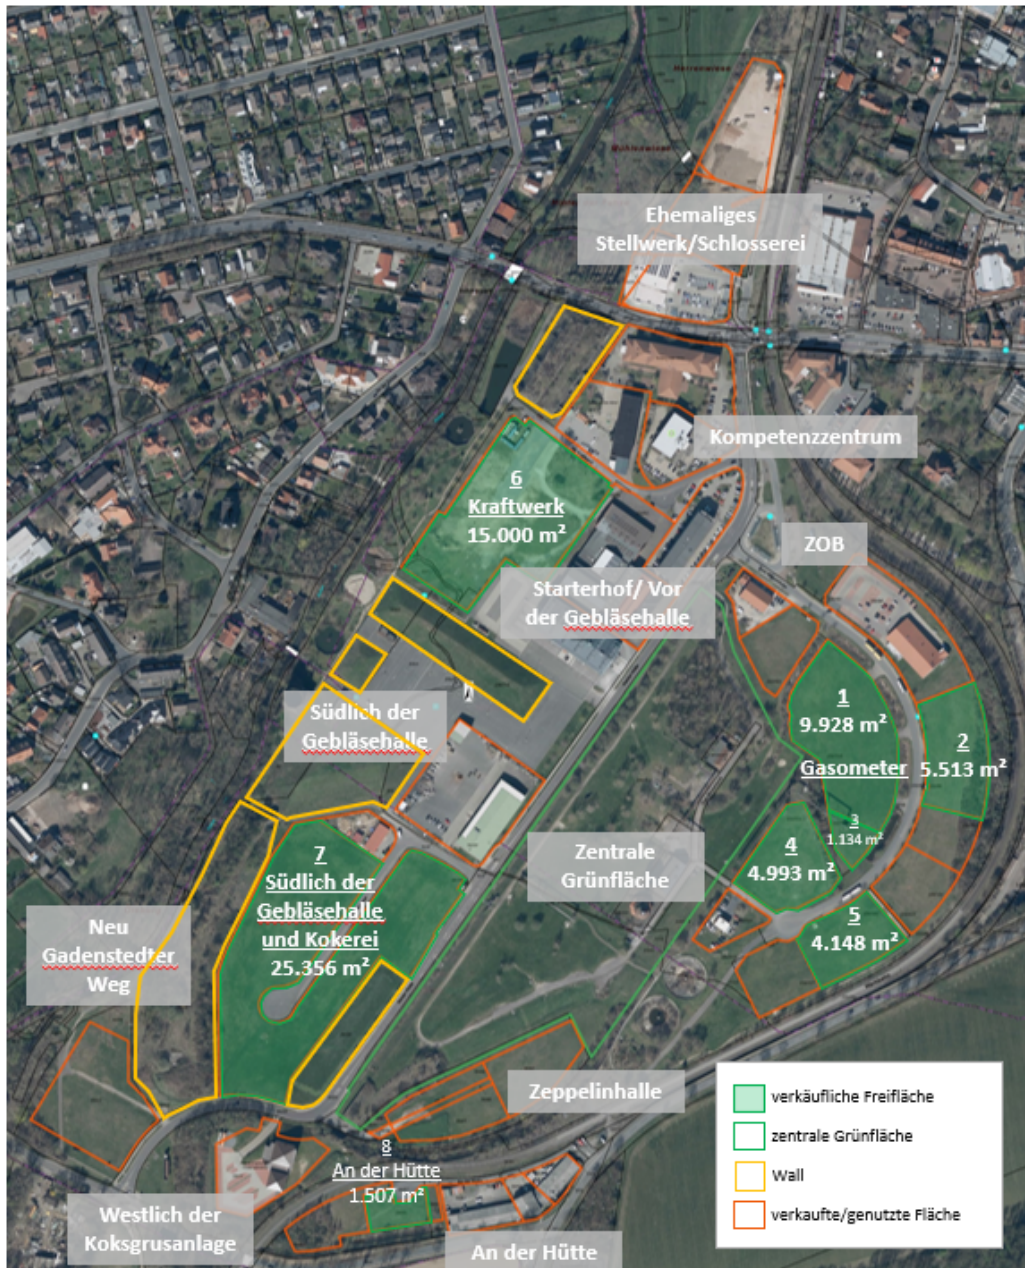 Herrenwiese
Mühlenwiese
Ehemaliges
Stellwerk/Schlosserei
Kompetenzzentrum
6
Kraftwerk
15.000 m²
ZOB
Starterhof/ Vor
der Gebläsehalle
1
9.928 m²
Gasometer
2
5.513 m²
3
1.134 m²
4
4.993 m²
5
4.148 m²
Südlich der
Gebläsehalle
Zentrale
Grünfläche
7
Südlich der
Gebläsehalle
und Kokerei
25.356 m²
Neu
Gadenstedter
Weg
Zeppelinhalle
8
An der Hütte
1.507 m²
Westlich der
Koksgrusanlage
An der Hütte
verkäufliche Freifläche
zentrale Grünfläche
Wall
verkaufte/genutzte Fläche